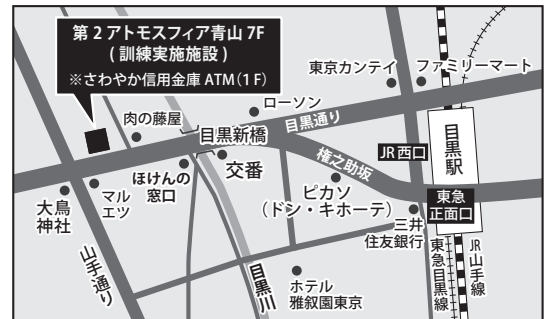 第2アトモスフィア青山7F
(訓練実施施設)
※さわやか信用金庫ATM(1F)
東京カンテイ
ファミリーマート
ローソン
肉の藤屋
目黒通り
目黒新橋
目黒駅
JR西口
権之助坂
交番
ほけんの
窓口
ピカソ
(ドン・キホーテ)
東急
正面口
大鳥
神社
マル
エツ
三井
住友銀行
山手通り
目黒川
ホテル
雅叙園東京
東急目黒線
JR山手線